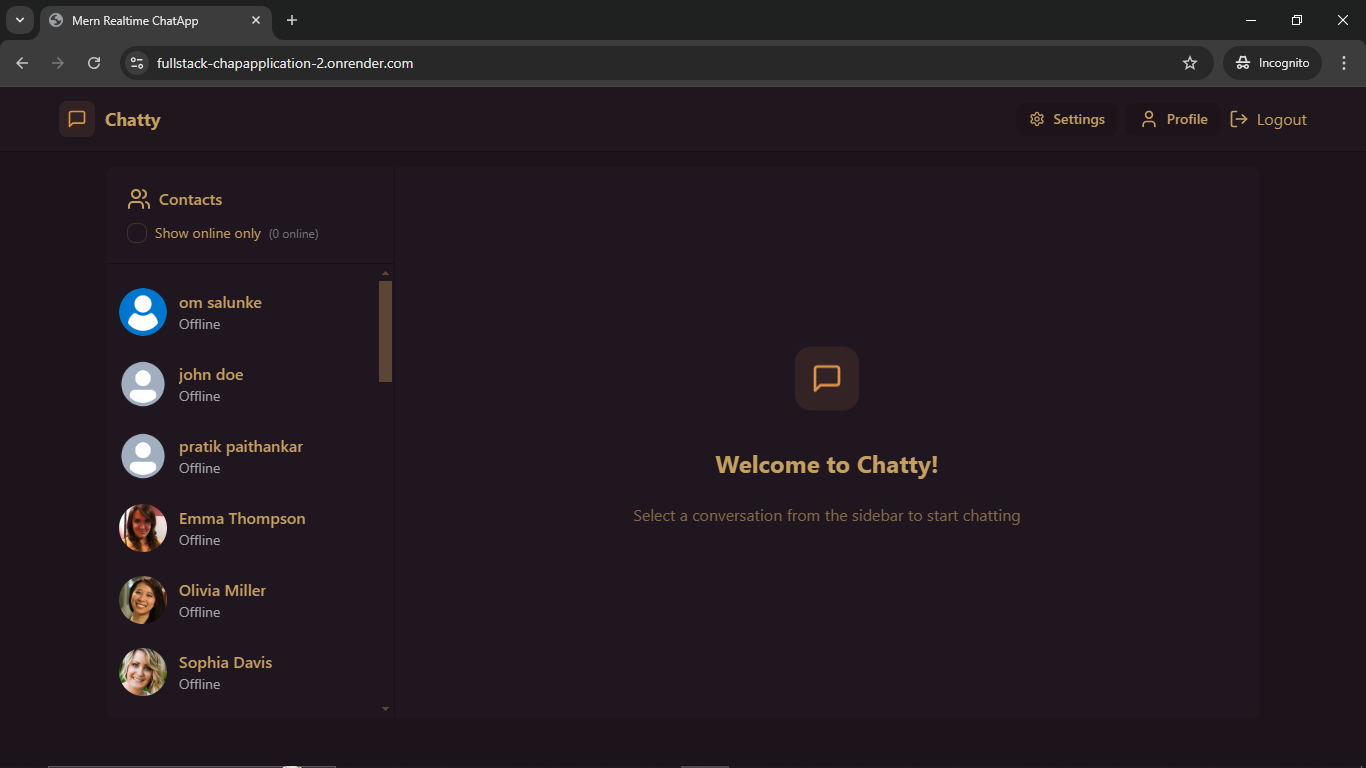 Mern Realtime ChatApp
fullstack-chapapplication-2.onrender.com
Incognito
Chatty
Settings
Profile
Logout
Contacts
Show online only (0 online)
om salunke
Offline
john doe
Offline
pratik paithankar
Offline
Emma Thompson
Offline
Olivia Miller
Offline
Sophia Davis
Offline
Welcome to Chatty!
Select a conversation from the sidebar to start chatting